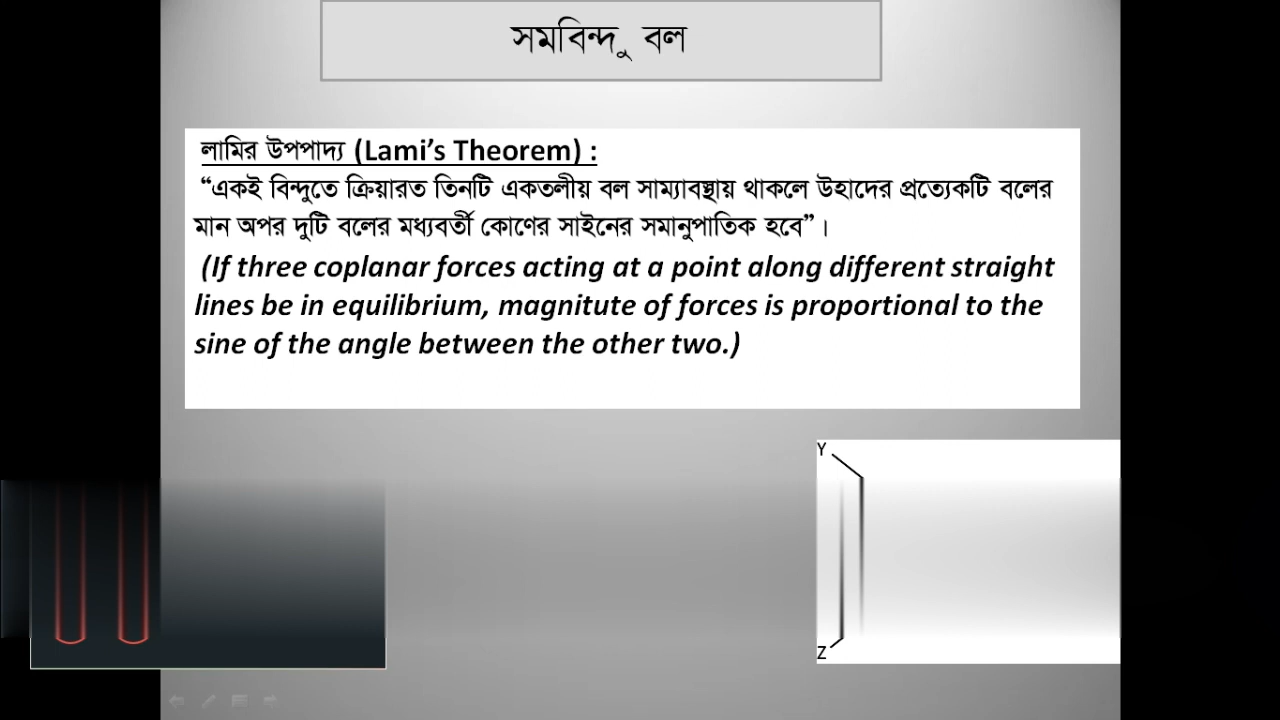 সমবিন্দু বল
লামির উপপাদ্য (Lami’s Theorem) :
“একই বিন্দুতে ক্রিয়ারত তিনটি একতলীয় বল সাম্যাবস্থায় থাকলে উহাদের প্রত্যেকটি বলের
মান অপর দুটি বলের মধ্যবর্তী কোণের সাইনের সমানুপাতিক হবে”।
(If three coplanar forces acting at a point along different straight
lines be in equilibrium, magnitute of forces is proportional to the
sine of the angle between the other two.)
Y
Z